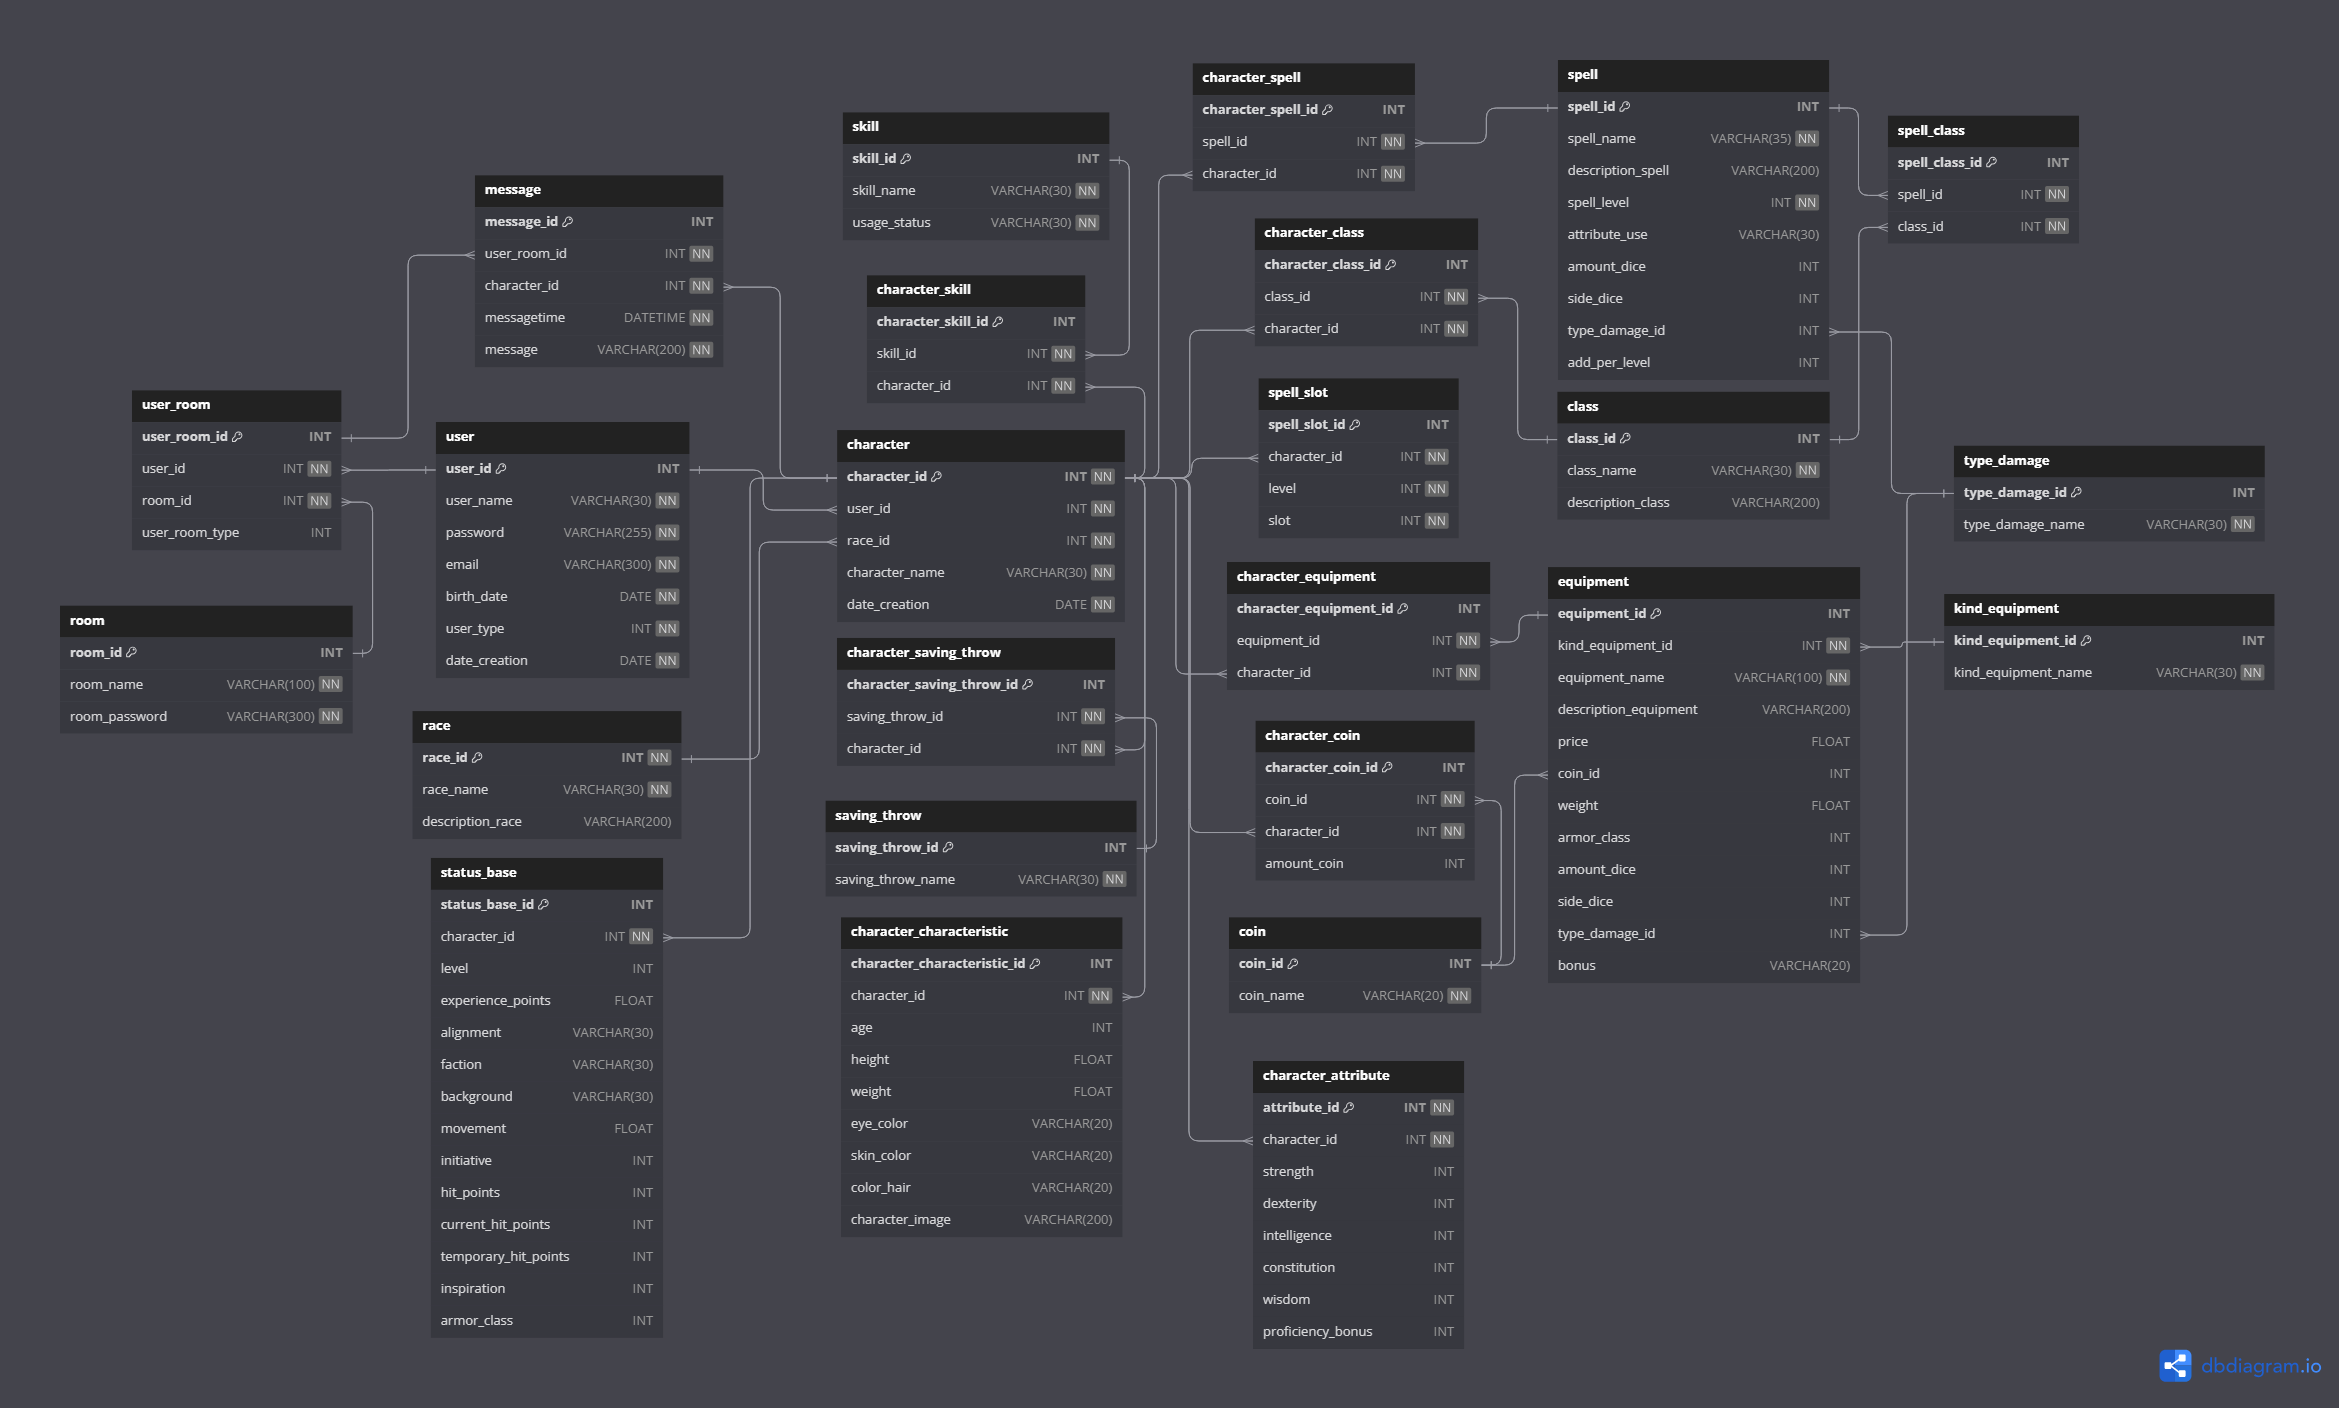 message
message_id INT
user_room_id INT NN
character_id INT NN
messagetime DATETIME NN
message VARCHAR(200) NN
user_room
user_room_id INT
user_id INT NN
room_id INT NN
user_room_type INT
room
room_id INT
room_name VARCHAR(100) NN
room_password VARCHAR(300) NN
user
user_id INT
user_name VARCHAR(30) NN
password VARCHAR(255) NN
email VARCHAR(300) NN
birth_date DATE NN
user_type INT NN
date_creation DATE NN
race
race_id INT NN
race_name VARCHAR(30) NN
description_race VARCHAR(200)
status_base
status_base_id INT
character_id INT NN
level INT
experience_points FLOAT
alignment VARCHAR(30)
faction VARCHAR(30)
background VARCHAR(30)
movement FLOAT
initiative INT
hit_points INT
current_hit_points INT
temporary_hit_points INT
inspiration INT
armor_class INT
skill
skill_id INT
skill_name VARCHAR(30) NN
usage_status VARCHAR(30) NN
character_skill
character_skill_id INT
skill_id INT NN
character_id INT NN
character
character_id INT NN
user_id INT NN
race_id INT NN
character_name VARCHAR(30) NN
date_creation DATE NN
character_saving_throw
character_saving_throw_id INT
saving_throw_id INT NN
character_id INT NN
saving_throw
saving_throw_id INT
saving_throw_name VARCHAR(30) NN
character_characteristic
character_characteristic_id INT
character_id INT NN
age INT
height FLOAT
weight FLOAT
eye_color VARCHAR(20)
skin_color VARCHAR(20)
color_hair VARCHAR(20)
character_image VARCHAR(200)
character_spell
character_spell_id INT
spell_id INT NN
character_id INT NN
character_class
character_class_id INT
class_id INT NN
character_id INT NN
spell_slot
spell_slot_id INT
character_id INT NN
level INT NN
slot INT NN
character_equipment
character_equipment_id INT
equipment_id INT NN
character_id INT NN
character_coin
character_coin_id INT
coin_id INT NN
character_id INT NN
amount_coin INT
coin
coin_id INT
coin_name VARCHAR(20) NN
character_attribute
attribute_id INT NN
character_id INT NN
strength INT
dexterity INT
intelligence INT
constitution INT
wisdom INT
proficiency_bonus INT
spell
spell_id INT
spell_name VARCHAR(35) NN
description_spell VARCHAR(200)
spell_level INT NN
attribute_use VARCHAR(30)
amount_dice INT
side_dice INT
type_damage_id INT
add_per_level INT
class
class_id INT
class_name VARCHAR(30) NN
description_class VARCHAR(200)
equipment
equipment_id INT
kind_equipment_id INT NN
equipment_name VARCHAR(100) NN
description_equipment VARCHAR(200)
price FLOAT
coin_id INT
weight FLOAT
armor_class INT
amount_dice INT
side_dice INT
type_damage_id INT
bonus VARCHAR(20)
spell_class
spell_class_id INT
spell_id INT NN
class_id INT NN
type_damage
type_damage_id INT
type_damage_name VARCHAR(30) NN
kind_equipment
kind_equipment_id INT
kind_equipment_name VARCHAR(30) NN
dbdiagram.io